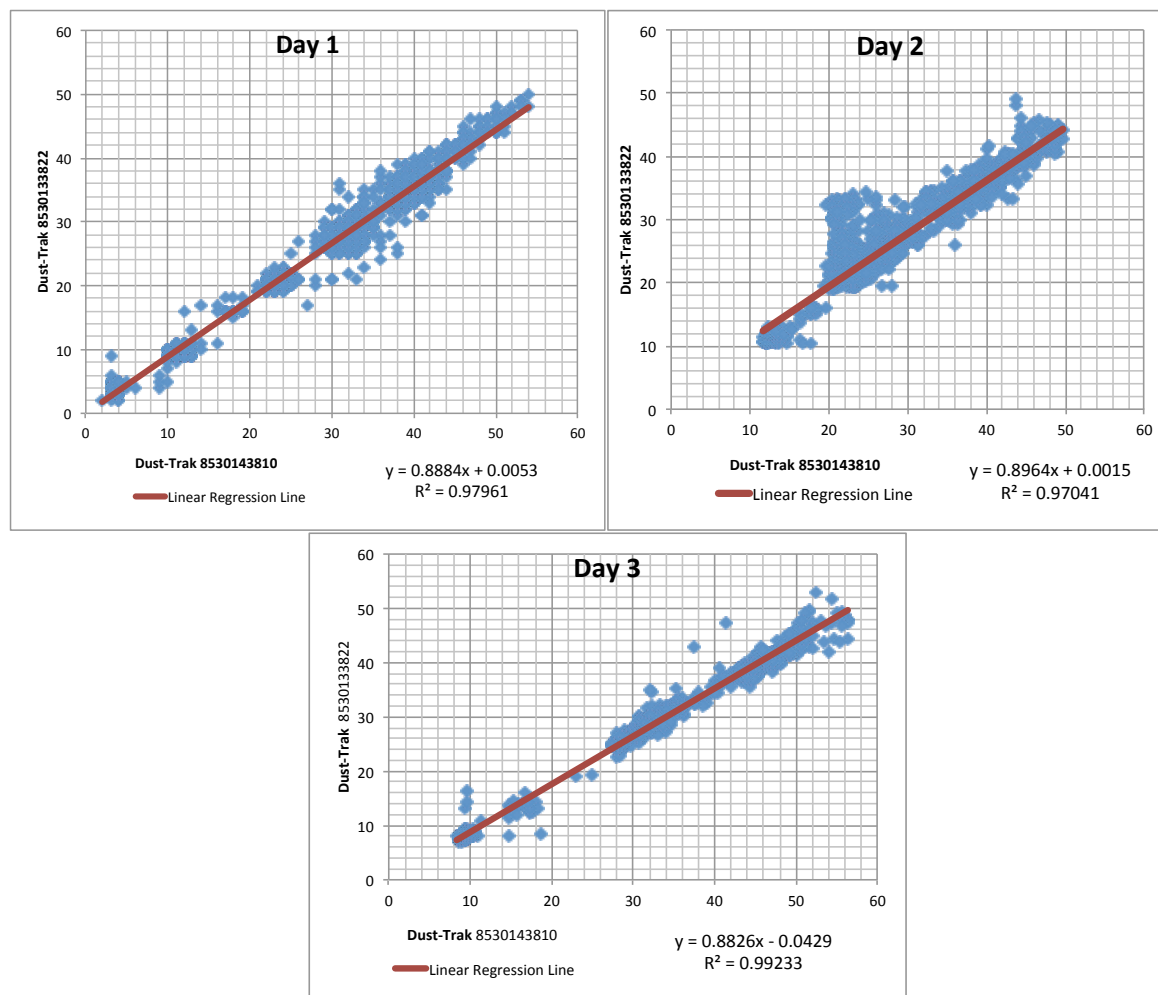 Day 1
60
50
40
30
20
10
0
Dust-Trak 8530133822
0 10 20 30 40 50 60
Dust-Trak 8530143810
y = 0.8884x + 0.0053
R² = 0.97961
Linear Regression Line
Day 2
60
50
40
30
20
10
0
Dust-Trak 8530133822
0 10 20 30 40 50 60
Dust-Trak 8530143810
y = 0.8964x + 0.0015
R² = 0.97041
Linear Regression Line
Day 3
60
50
40
30
20
10
0
Dust-Trak 8530133822
0 10 20 30 40 50 60
Dust-Trak 8530143810
y = 0.8826x - 0.0429
R² = 0.99233
Linear Regression Line